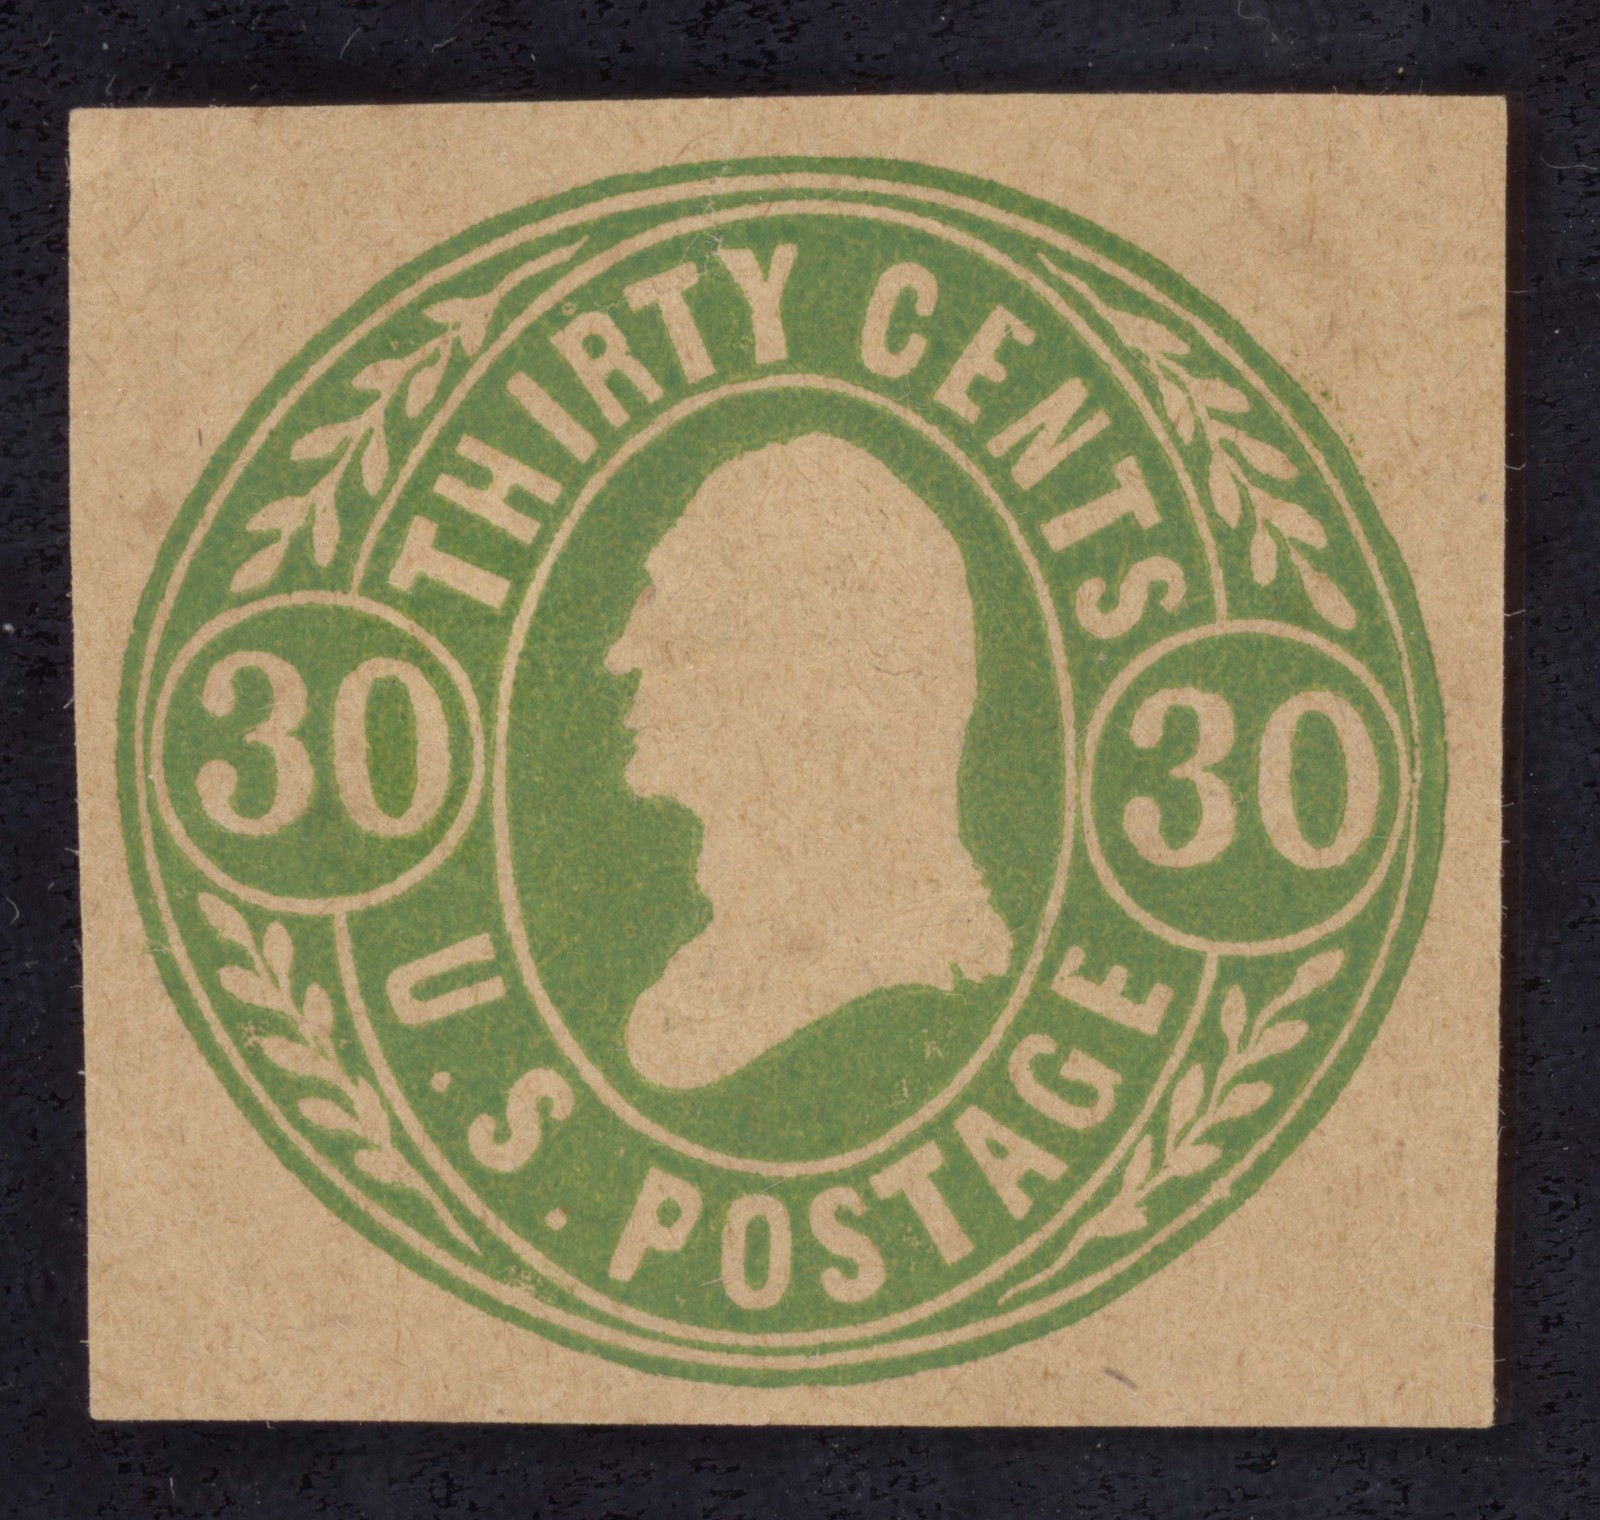 THIRTY CENTS
30
30
U.S. POSTAGE